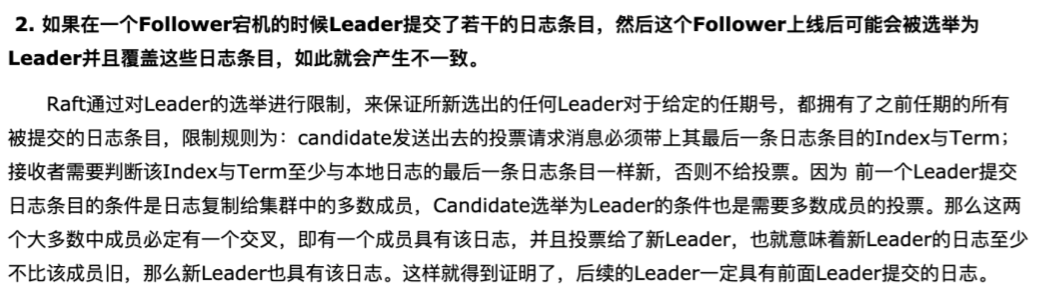 2. 如果在一个Follower宕机的时候Leader提交了若干的日志条目，然后这个Follower上线后可能会被选举为
Leader并且覆盖这些日志条目，如此就会产生不一致。
Raft通过对Leader的选举进行限制，来保证所新选出的任何Leader对于给定的任期号，都拥有了之前任期的所有
被提交的日志条目，限制规则为：candidate发送出去的投票请求消息必须带上其最后一条日志条目的Index与Term；
接收者需要判断该Index与Term至少与本地日志的最后一条日志条目一样新，否则不给投票。因为 前一个Leader提交
日志条目的条件是日志复制给集群中的多数成员，Candidate选举为Leader的条件也是需要多数成员的投票。那么这两
个大多数中成员必定有一个交叉，即有一个成员具有该日志，并且投票给了新Leader，也就意味着新Leader的日志至少
不比该成员旧，那么新Leader也具有该日志。这样就得到证明了，后续的Leader一定具有前面Leader提交的日志。